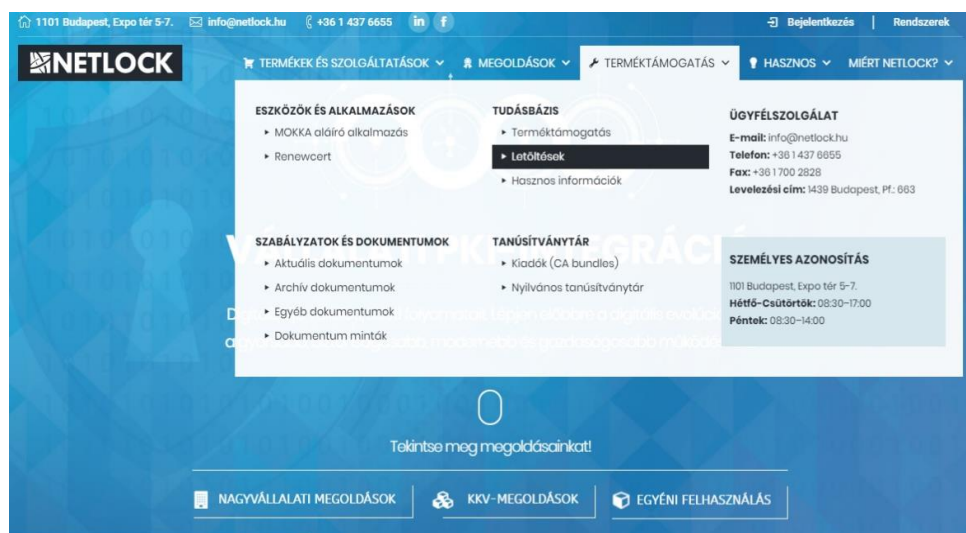 1101 Budapest, Expo tér 5-7. info@netlock.hu +36 1 437 6655 in f Bejelentkezés | Rendszerek
NETLOCK TERMÉKEK ÉS SZOLGÁLTATÁSOK MEGOLDÁSOK TERMÉKTÁMOGATÁS HASZNOS MIÉRT NETLOCK?
ESZKÖZÖK ÉS ALKALMAZÁSOK
MOKKA aláíró alkalmazás
Renewcert
TUDÁSBÁZIS
Terméktámogatás
Letöltések
Hasznos információk
ÜGYFÉLSZOLGÁLAT
E-mail: info@netlock.hu
Telefon: +36 1 437 6655
Fax: +36 1 700 2828
Levelezési cím: 1439 Budapest, Pf.: 663
SZABÁLYZATOK ÉS DOKUMENTUMOK
Aktuális dokumentumok
Archív dokumentumok
Egyéb dokumentumok
Dokumentum minták
TANÚSÍTVÁNYTÁR
Kiadók (CA bundles)
Nyilvános tanúsítványtár
SZEMÉLYES AZONOSÍTÁS
1101 Budapest, Expo tér 5-7.
Hétfő-Csütörtök: 08:30-17:00
Péntek: 08:30-14:00
Tekintse meg megoldásainkat!
NAGYVÁLLALATI MEGOLDÁSOK KKV-MEGOLDÁSOK EGYÉNI FELHASZNÁLÁS